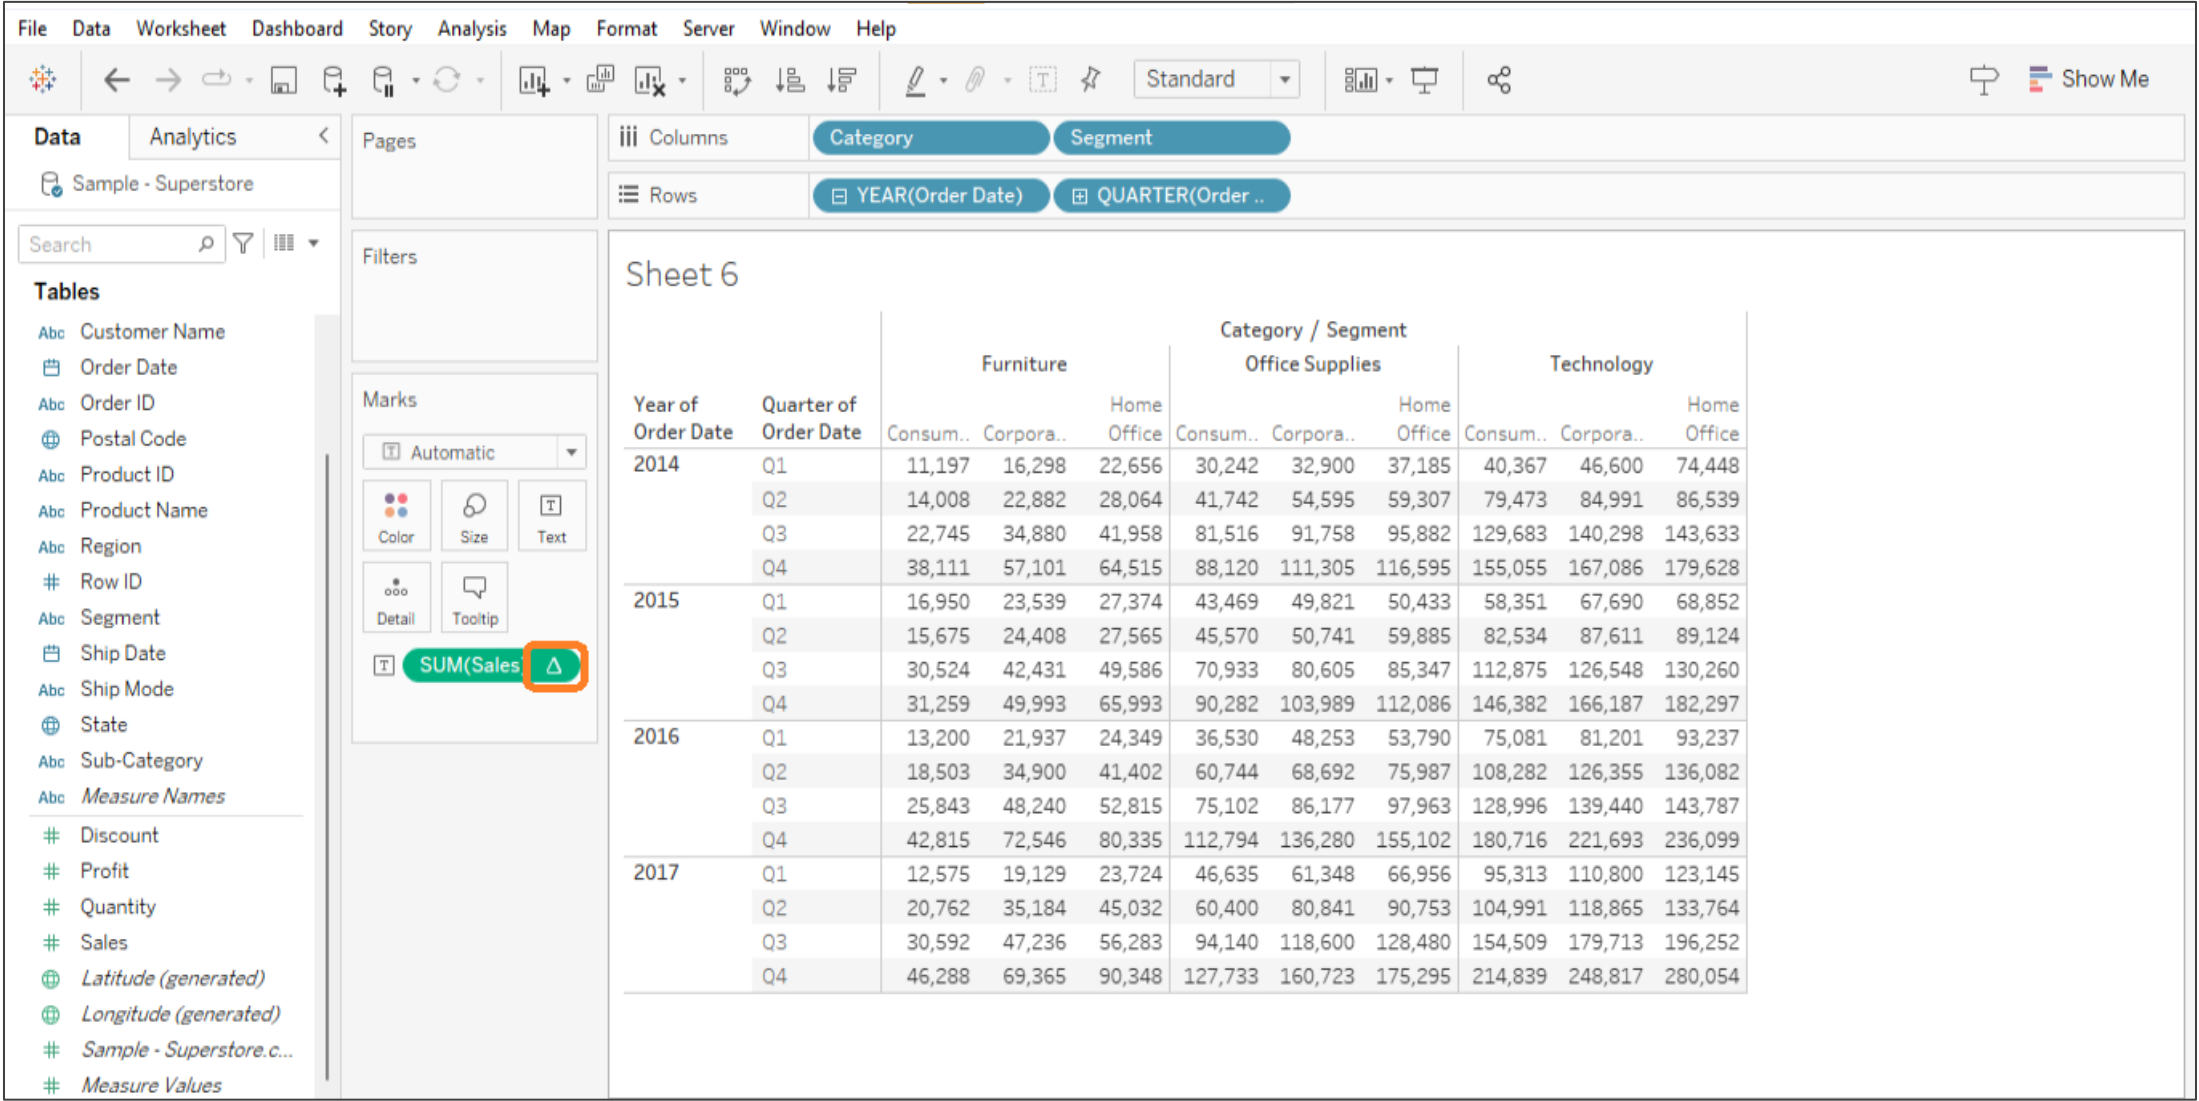 File Data Worksheet Dashboard Story Analysis Map Format Server Window Help
Standard
Show Me
Data Analytics
Sample - Superstore
Search
Tables
Abc Customer Name
Order Date
Abc Order ID
Postal Code
Abc Product ID
Abc Product Name
Abc Region
# Row ID
Abc Segment
Ship Date
Abc Ship Mode
State
Abc Sub-Category
Abc Measure Names
# Discount
# Profit
# Quantity
# Sales
Latitude (generated)
Longitude (generated)
# Sample - Superstore.c...
# Measure Values
Pages
Filters
Marks
T Automatic
Color Size T Text
Detail Tooltip
T SUM(Sales) Δ
Columns Category Segment
Rows YEAR(Order Date) QUARTER(Order ..
Sheet 6
Category / Segment
Furniture Office Supplies Technology
Year of Order Date Quarter of Order Date Consum.. Corpora.. Home Office Consum.. Corpora.. Home Office Consum.. Corpora.. Home Office
2014 Q1 11,197 16,298 22,656 30,242 32,900 37,185 40,367 46,600 74,448
Q2 14,008 22,882 28,064 41,742 54,595 59,307 79,473 84,991 86,539
Q3 22,745 34,880 41,958 81,516 91,758 95,882 129,683 140,298 143,633
Q4 38,111 57,101 64,515 88,120 111,305 116,595 155,055 167,086 179,628
2015 Q1 16,950 23,539 27,374 43,469 49,821 50,433 58,351 67,690 68,852
Q2 15,675 24,408 27,565 45,570 50,741 59,885 82,534 87,611 89,124
Q3 30,524 42,431 49,586 70,933 80,605 85,347 112,875 126,548 130,260
Q4 31,259 49,993 65,993 90,282 103,989 112,086 146,382 166,187 182,297
2016 Q1 13,200 21,937 24,349 36,530 48,253 53,790 75,081 81,201 93,237
Q2 18,503 34,900 41,402 60,744 68,692 75,987 108,282 126,355 136,082
Q3 25,843 48,240 52,815 75,102 86,177 97,963 128,996 139,440 143,787
Q4 42,815 72,546 80,335 112,794 136,280 155,102 180,716 221,693 236,099
2017 Q1 12,575 19,129 23,724 46,635 61,348 66,956 95,313 110,800 123,145
Q2 20,762 35,184 45,032 60,400 80,841 90,753 104,991 118,865 133,764
Q3 30,592 47,236 56,283 94,140 118,600 128,480 154,509 179,713 196,252
Q4 46,288 69,365 90,348 127,733 160,723 175,295 214,839 248,817 280,054